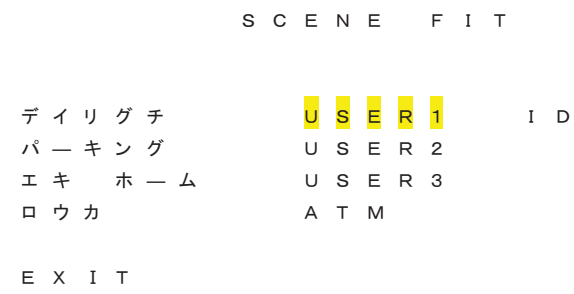 SCENE FIT
デイリグチ USER1 ID
パーキング USER2
エキ ホーム USER3
ロウカ ATM
EXIT